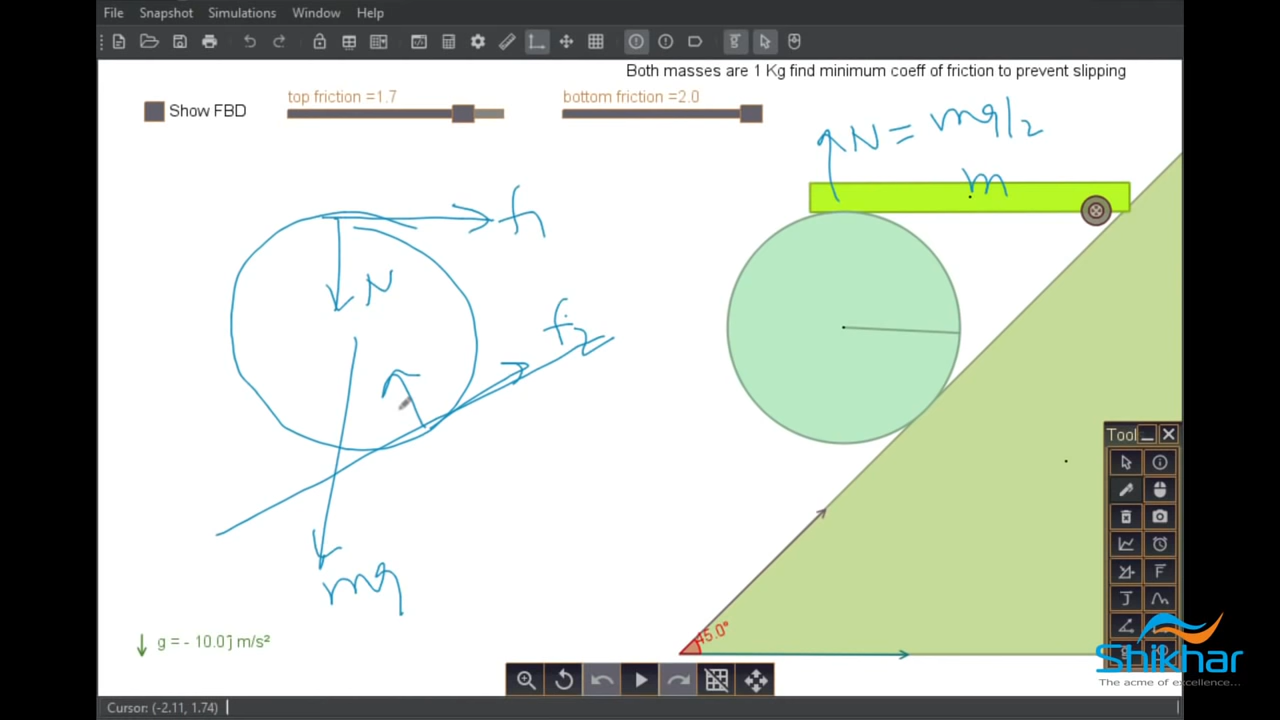 File Snapshot Simulations Window Help
Both masses are 1 Kg find minimum coeff of friction to prevent slipping
Show FBD
top friction =1.7
bottom friction =2.0
N = mg/2
m
f1
N
f2
mg
Tool
g = - 10.0 j m/s²
45.0°
Shikhar
The acme of excellence...
Cursor: (-2.11, 1.74)